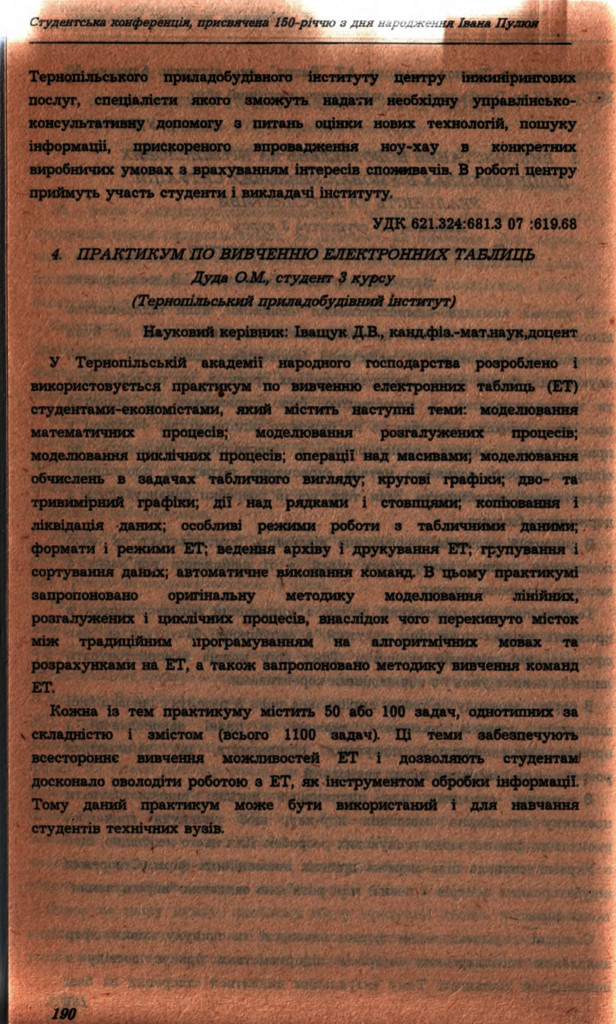 Студентська конференція, присвячена 150-річчю з дня народження Івана Пулюя
Тернопільського приладобудівного інституту центру інжинірингових
послуг, спеціалісти якого зможуть надати необхідну управлінсько-
консультативну допомогу з питань оцінки нових технологій, пошуку
інформації, прискореного впровадження ноу-хау в конкретних
виробничих умовах з врахуванням інтересів споживачів. В роботі центру
приймуть участь студенти і викладачі інституту.
УДК 621.324:681.3 07 :619.68
4. ПРАКТИКУМ ПО ВИВЧЕННЮ ЕЛЕКТРОННИХ ТАБЛИЦЬ
Дуда О.М., студент 3 курсу
(Тернопільський приладобудівний інститут)
Науковий керівник: Іващук Д.В., канд.фіз.-мат.наук,доцент
У Тернопільській академії народного господарства розроблено і
використовується практикум по вивченню електронних таблиць (ЕТ)
студентами-економістами, який містить наступні теми: моделювання
математичних процесів; моделювання розгалужених процесів;
моделювання циклічних процесів; операції над масивами; моделювання
обчислень в задачах табличного вигляду; кругові графіки; дво- та
тривимірний графіки; дії над рядками і стовпцями; копіювання і
ліквідація даних; особливі режими роботи з табличними даними;
формати і режими ЕТ; ведення архіву і друкування ЕТ; групування і
сортування даних; автоматичне виконання команд. В цьому практикумі
запропоновано оригінальну методику моделювання лінійних,
розгалужених і циклічних процесів, внаслідок чого перекинуто місток
між традиційним програмуванням на алгоритмічних мовах та
розрахунками на ЕТ, а також запропоновано методику вивчення команд
ЕТ.
Кожна із тем практикуму містить 50 або 100 задач, однотипних за
складністю і змістом (всього 1100 задач). Ці теми забезпечують
всестороннє вивчення можливостей ЕТ і дозволяють студентам
досконало оволодіти роботою з ЕТ, як інструментом обробки інформації.
Тому даний практикум може бути використаний і для навчання
студентів технічних вузів.
190